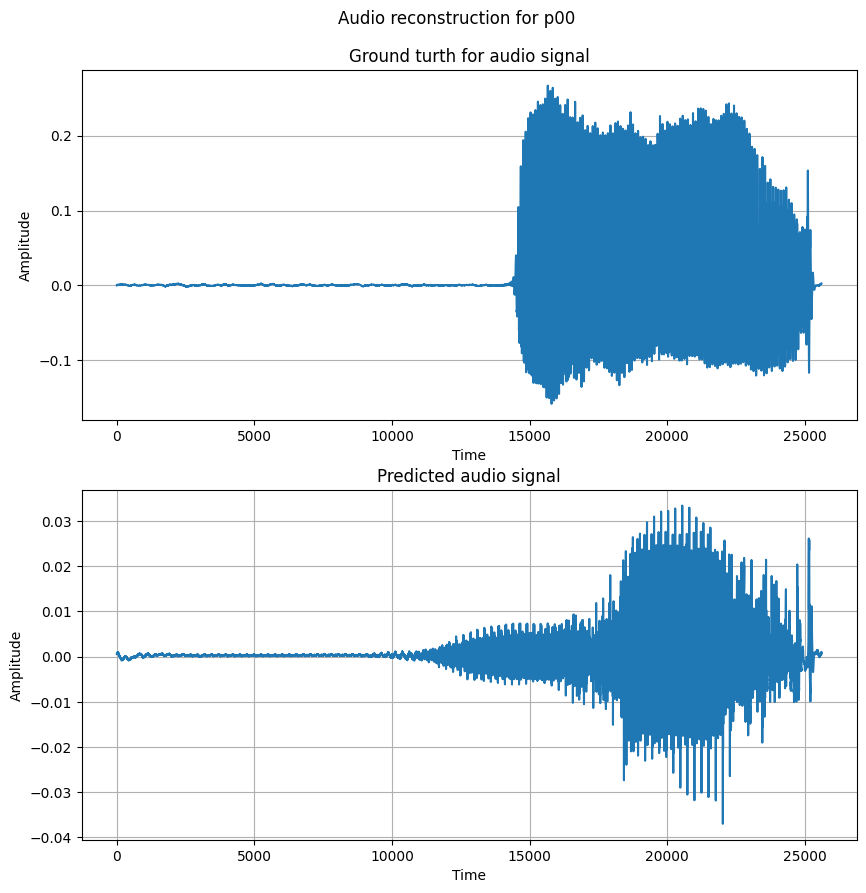 Audio reconstruction for p00
Ground turth for audio signal
Amplitude
0.2
0.1
0.0
−0.1
0 5000 10000 15000 20000 25000
Time
Predicted audio signal
Amplitude
0.03
0.02
0.01
0.00
−0.01
−0.02
−0.03
−0.04
0 5000 10000 15000 20000 25000
Time